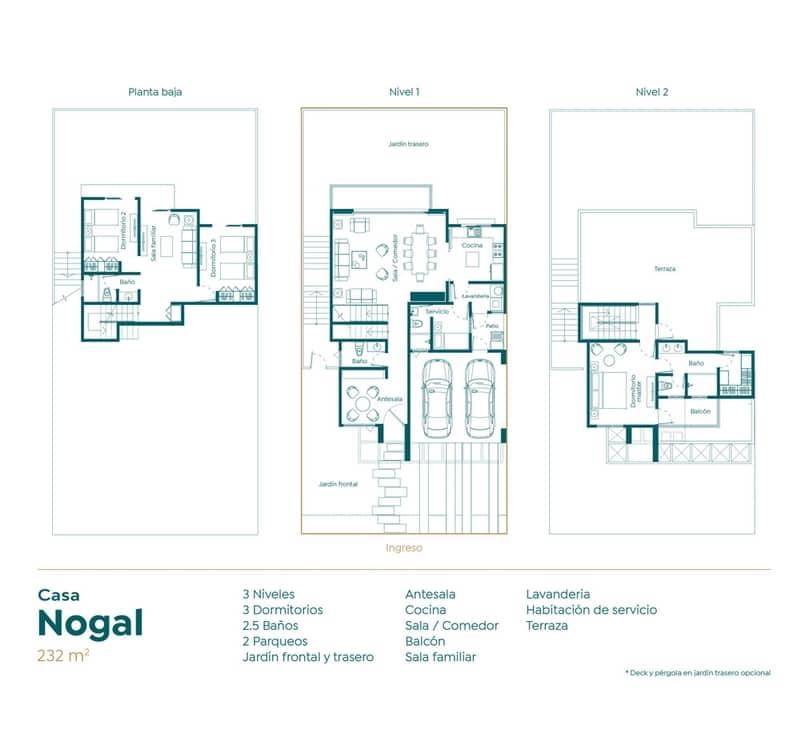 Planta baja
Nivel 1
Nivel 2
Dormitorio 2
Sala familiar
Dormitorio 3
Baño
Jardín trasero
Sala / Comedor
Cocina
Lavandería
Servicio
Patio
Baño
Antesala
Jardín frontal
Ingreso
Terraza
Dormitorio
master
Baño
Balcón
Casa
Nogal
232 m²
3 Niveles
3 Dormitorios
2.5 Baños
2 Parqueos
Jardín frontal y trasero
Antesala
Cocina
Sala / Comedor
Balcón
Sala familiar
Lavanderia
Habitación de servicio
Terraza
* Deck y pérgola en jardín trasero opcional